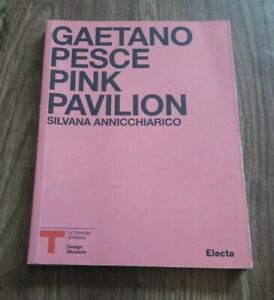 GAETANO
PESCE
PINK
PAVILION
SILVANA ANNICCHIARICO
T
La Triennale
di Milano
Design
Museum
Electa